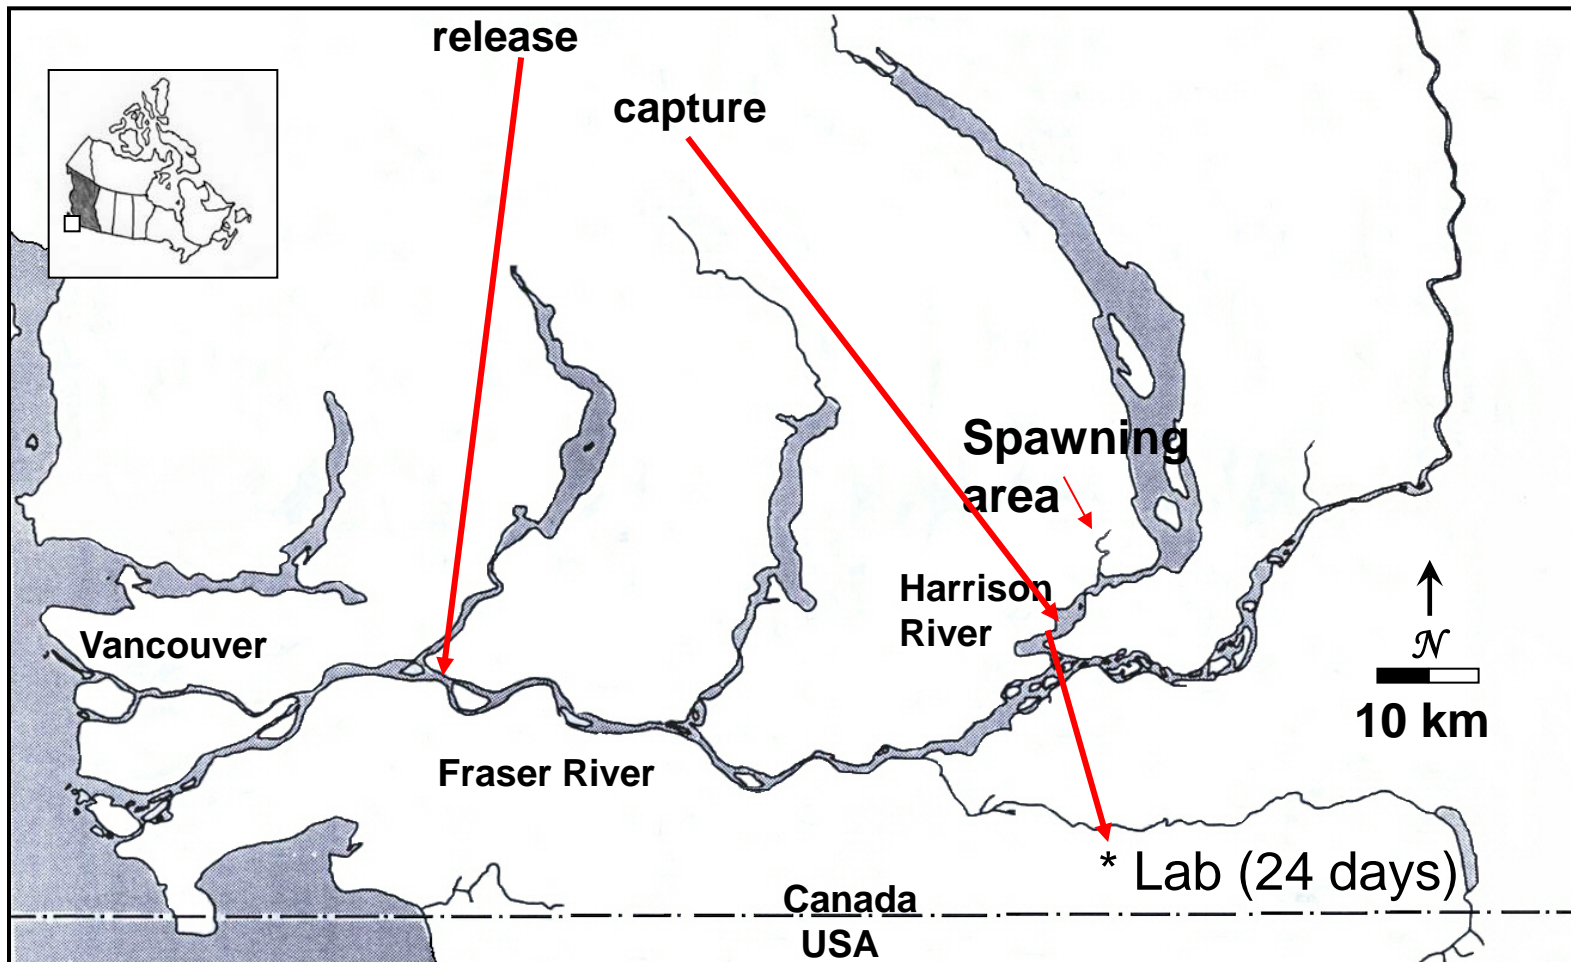 release
capture
Spawning
area
Harrison
River
Vancouver
N
10 km
Fraser River
* Lab (24 days)
Canada
USA